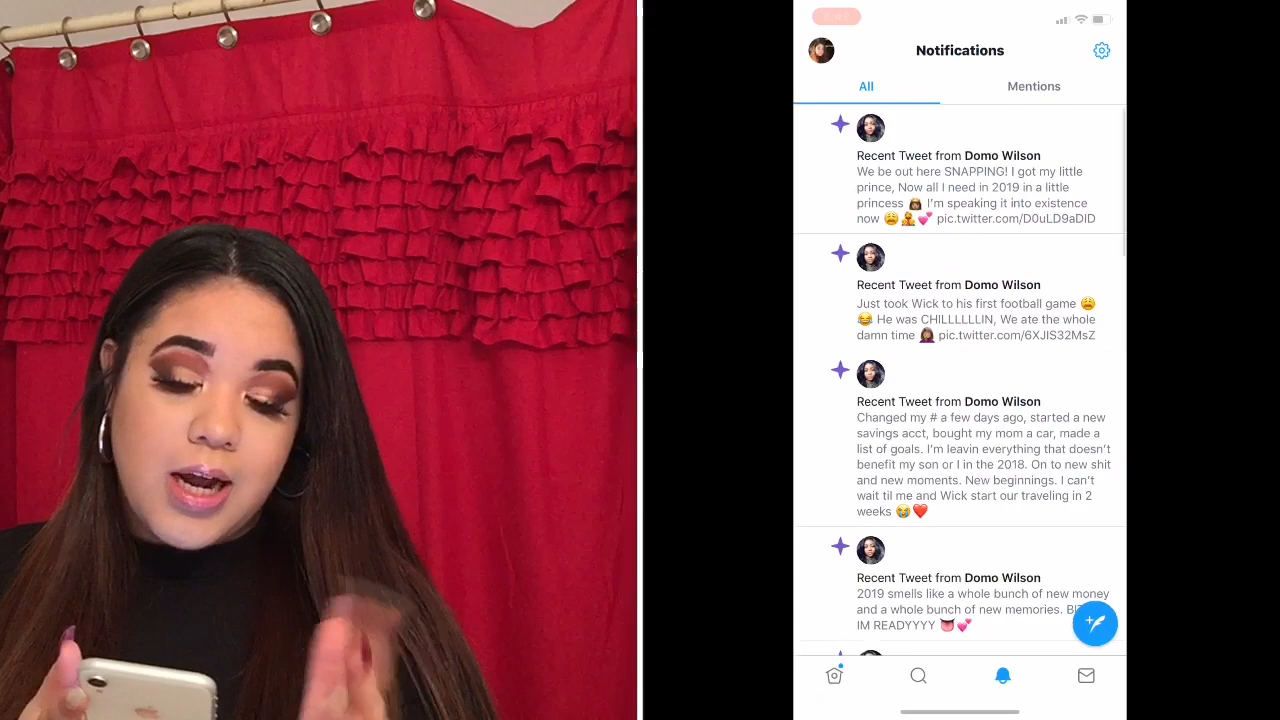 Notifications
All
Mentions
Recent Tweet from Domo Wilson
We be out here SNAPPING! I got my little
prince, Now all I need in 2019 in a little
princess 👸🏽 I'm speaking it into existence
now 😩👶🏽💕 pic.twitter.com/D0uLD9aDID
Recent Tweet from Domo Wilson
Just took Wick to his first football game 😩
😂 He was CHILLLLLLIN, We ate the whole
damn time 🤦🏽‍♀️ pic.twitter.com/6XJIS32MsZ
Recent Tweet from Domo Wilson
Changed my # a few days ago, started a new
savings acct, bought my mom a car, made a
list of goals. I'm leavin everything that doesn't
benefit my son or I in the 2018. On to new shit
and new moments. New beginnings. I can't
wait til me and Wick start our traveling in 2
weeks 😭❤️
Recent Tweet from Domo Wilson
2019 smells like a whole bunch of new money
and a whole bunch of new memories.
IM READYYYY 👅💕